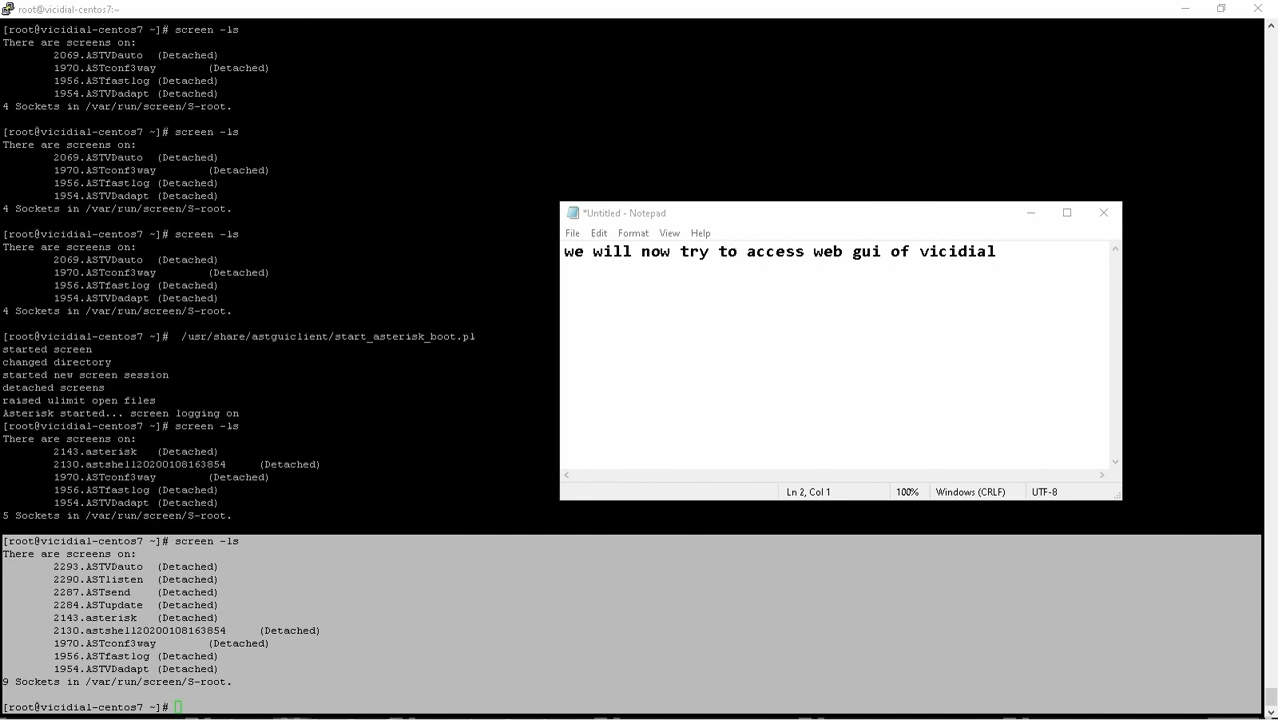 root@vicidial-centos7:~
[root@vicidial-centos7 ~]# screen -ls
There are screens on:
2069.ASTVDauto (Detached)
1970.ASTconf3way (Detached)
1956.ASTfastlog (Detached)
1954.ASTVDadapt (Detached)
4 Sockets in /var/run/screen/S-root.
[root@vicidial-centos7 ~]# screen -ls
There are screens on:
2069.ASTVDauto (Detached)
1970.ASTconf3way (Detached)
1956.ASTfastlog (Detached)
1954.ASTVDadapt (Detached)
4 Sockets in /var/run/screen/S-root.
[root@vicidial-centos7 ~]# screen -ls
There are screens on:
2069.ASTVDauto (Detached)
1970.ASTconf3way (Detached)
1956.ASTfastlog (Detached)
1954.ASTVDadapt (Detached)
4 Sockets in /var/run/screen/S-root.
[root@vicidial-centos7 ~]# /usr/share/astguiclient/start_asterisk_boot.pl
started screen
changed directory
started new screen session
detached screens
raised ulimit open files
Asterisk started... screen logging on
[root@vicidial-centos7 ~]# screen -ls
There are screens on:
2143.asterisk (Detached)
2130.astshell20200108163854 (Detached)
1970.ASTconf3way (Detached)
1956.ASTfastlog (Detached)
1954.ASTVDadapt (Detached)
5 Sockets in /var/run/screen/S-root.
[root@vicidial-centos7 ~]# screen -ls
There are screens on:
2293.ASTVDauto (Detached)
2290.ASTlisten (Detached)
2287.ASTsend (Detached)
2284.ASTupdate (Detached)
2143.asterisk (Detached)
2130.astshell20200108163854 (Detached)
1970.ASTconf3way (Detached)
1956.ASTfastlog (Detached)
1954.ASTVDadapt (Detached)
9 Sockets in /var/run/screen/S-root.
[root@vicidial-centos7 ~]#
*Untitled - Notepad
File Edit Format View Help
we will now try to access web gui of vicidial
Ln 2, Col 1 100% Windows (CRLF) UTF-8